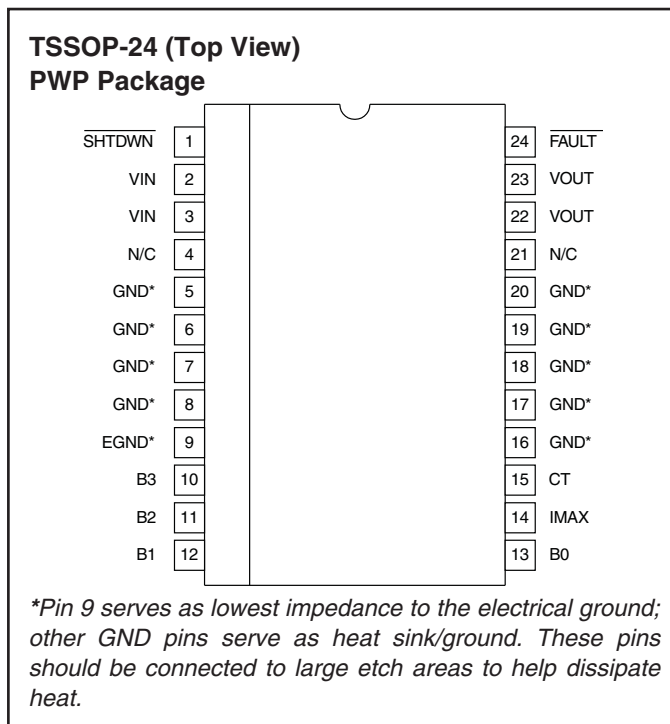 TSSOP-24 (Top View)
PWP Package
SHTDWN 1 24 FAULT
VIN 2 23 VOUT
VIN 3 22 VOUT
N/C 4 21 N/C
GND* 5 20 GND*
GND* 6 19 GND*
GND* 7 18 GND*
GND* 8 17 GND*
EGND* 9 16 GND*
B3 10 15 CT
B2 11 14 IMAX
B1 12 13 B0
*Pin 9 serves as lowest impedance to the electrical ground;
other GND pins serve as heat sink/ground. These pins
should be connected to large etch areas to help dissipate
heat.